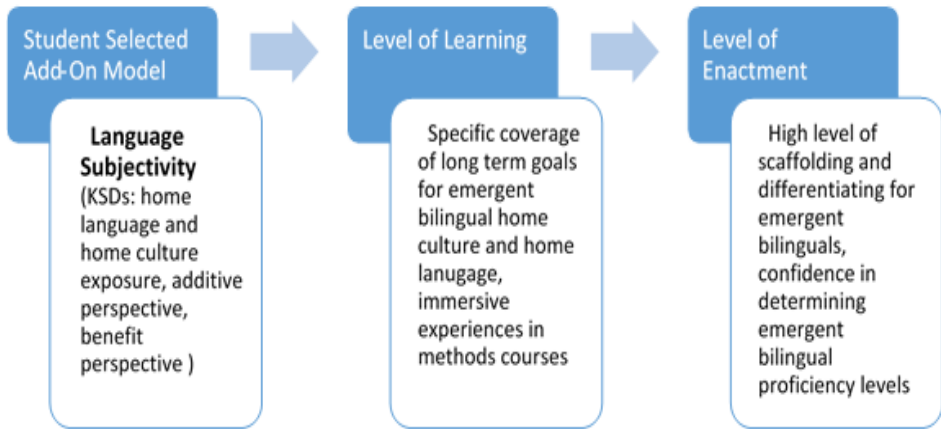 Student Selected
Add-On Model
Language
Subjectivity
(KSDs: home
language and
home culture
exposure, additive
perspective,
benefit
perspective )
Level of Learning
Specific coverage
of long term goals
for emergent
bilingual home
culture and home
lanugage,
immersive
experiences in
methods courses
Level of
Enactment
High level of
scaffolding and
differentiating for
emergent
bilinguals,
confidence in
determining
emergent
bilingual
proficiency levels